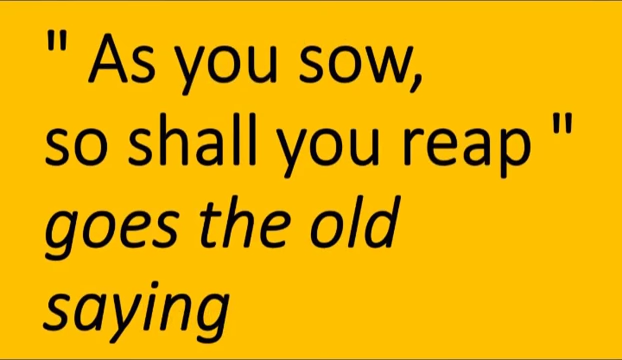 " As you sow,
so shall you reap "
goes the old
saying